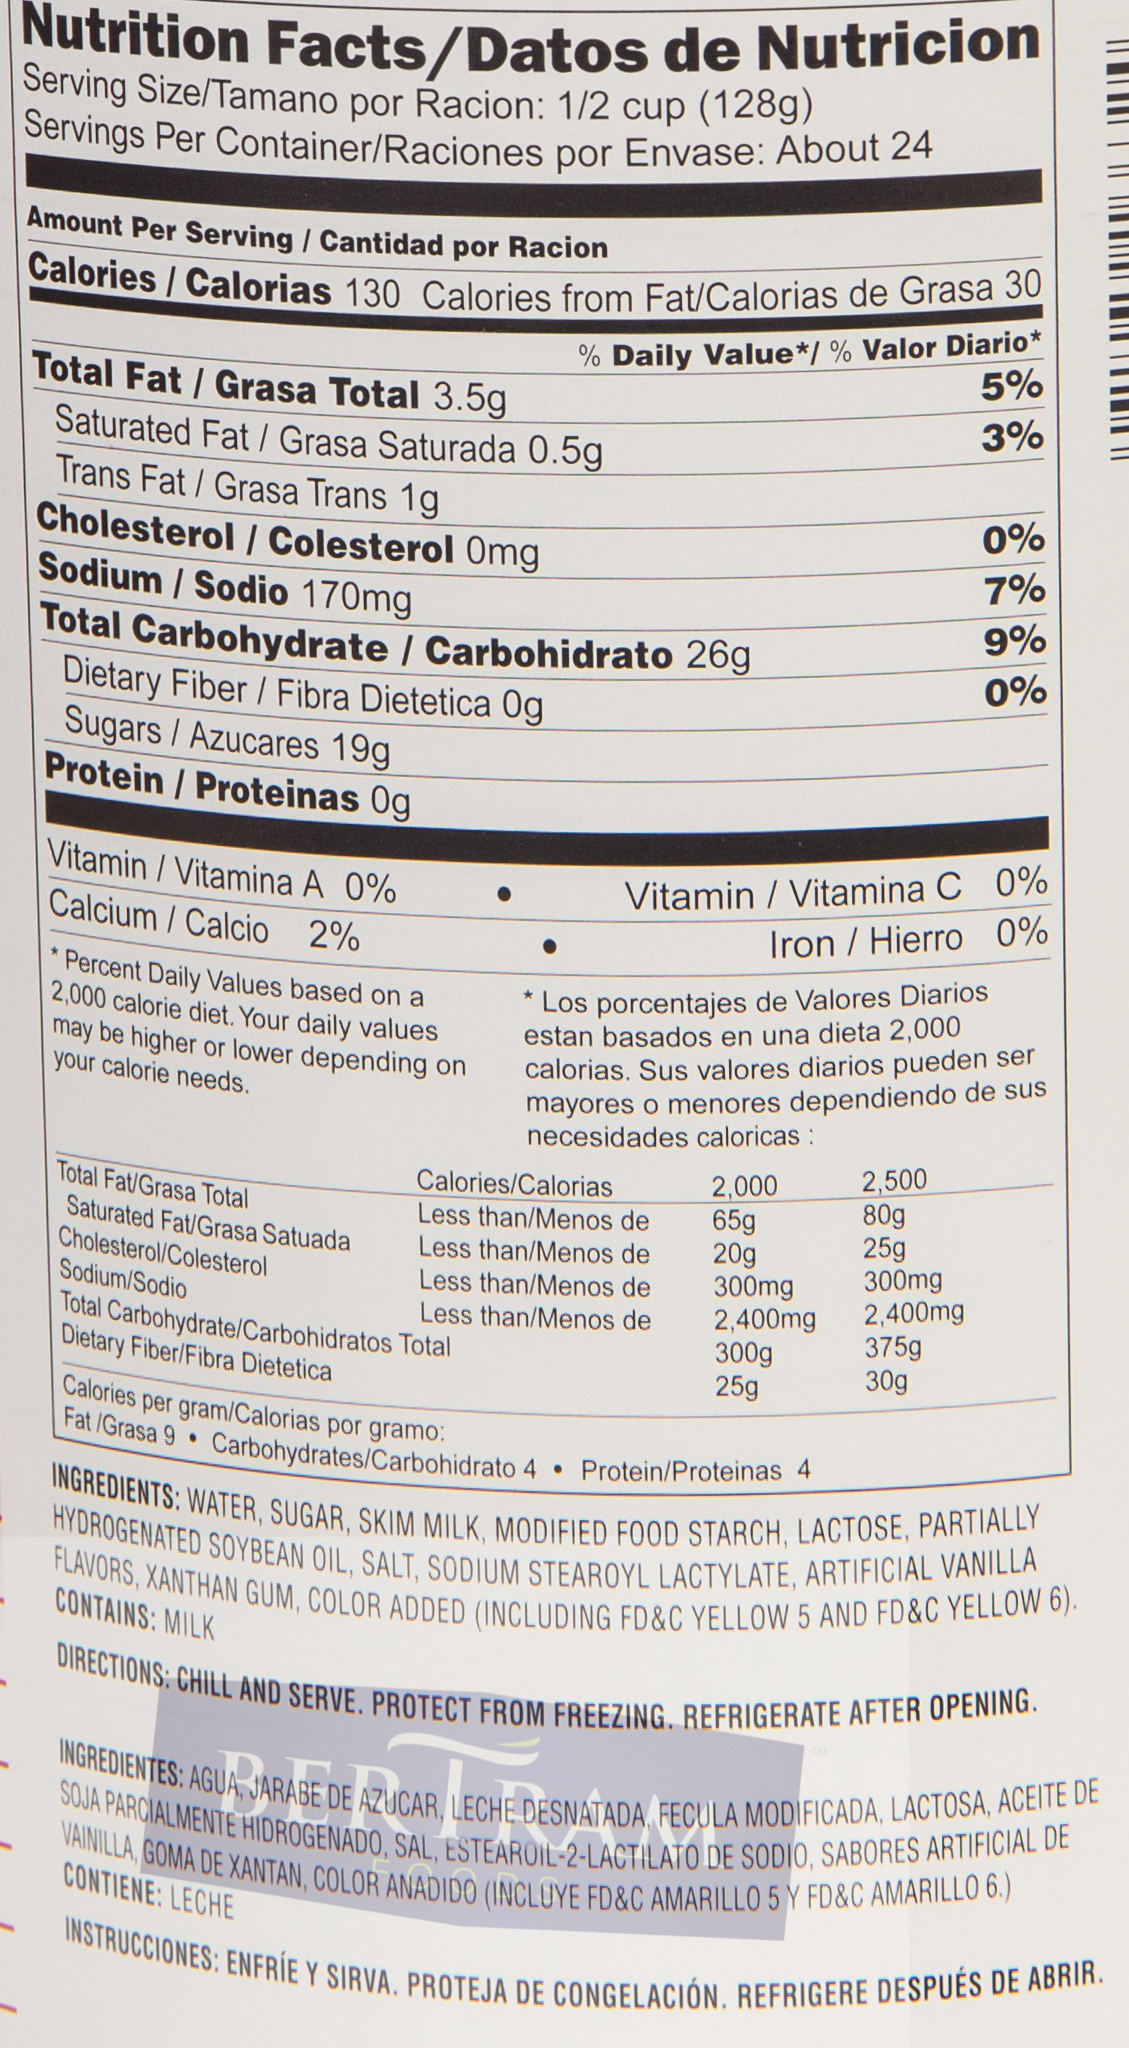 Nutrition Facts/Datos de Nutricion
Serving Size/Tamano por Racion: 1/2 cup (128g)
Servings Per Container/Raciones por Envase: About 24
Amount Per Serving / Cantidad por Racion
Calories / Calorias 130 Calories from Fat/Calorias de Grasa 30
% Daily Value*/ % Valor Diario*
Total Fat / Grasa Total 3.5g 5%
Saturated Fat / Grasa Saturada 0.5g 3%
Trans Fat / Grasa Trans 1g
Cholesterol / Colesterol 0mg 0%
Sodium / Sodio 170mg 7%
Total Carbohydrate / Carbohidrato 26g 9%
Dietary Fiber / Fibra Dietetica 0g 0%
Sugars / Azucares 19g
Protein / Proteinas 0g
Vitamin / Vitamina A 0% • Vitamin / Vitamina C 0%
Calcium / Calcio 2% • Iron / Hierro 0%
* Percent Daily Values based on a
2,000 calorie diet. Your daily values
may be higher or lower depending on
your calorie needs.
* Los porcentajes de Valores Diarios
estan basados en una dieta 2,000
calorias. Sus valores diarios pueden ser
mayores o menores dependiendo de sus
necesidades caloricas :
Calories/Calorias 2,000 2,500
Total Fat/Grasa Total Less than/Menos de 65g 80g
Saturated Fat/Grasa Satuada Less than/Menos de 20g 25g
Cholesterol/Colesterol Less than/Menos de 300mg 300mg
Sodium/Sodio Less than/Menos de 2,400mg 2,400mg
Total Carbohydrate/Carbohidratos Total 300g 375g
Dietary Fiber/Fibra Dietetica 25g 30g
Calories per gram/Calorias por gramo:
Fat /Grasa 9 • Carbohydrates/Carbohidrato 4 • Protein/Proteinas 4
INGREDIENTS: WATER, SUGAR, SKIM MILK, MODIFIED FOOD STARCH, LACTOSE, PARTIALLY
HYDROGENATED SOYBEAN OIL, SALT, SODIUM STEAROYL LACTYLATE, ARTIFICIAL VANILLA
FLAVORS, XANTHAN GUM, COLOR ADDED (INCLUDING FD&C YELLOW 5 AND FD&C YELLOW 6).
CONTAINS: MILK
DIRECTIONS: CHILL AND SERVE. PROTECT FROM FREEZING. REFRIGERATE AFTER OPENING.
BERTRAM TM
FOODS
INGREDIENTES: AGUA, JARABE DE AZUCAR, LECHE DESNATADA, FECULA MODIFICADA, LACTOSA, ACEITE DE
SOJA PARCIALMENTE HIDROGENADO, SAL, ESTEAROIL-2-LACTILATO DE SODIO, SABORES ARTIFICIAL DE
VAINILLA, GOMA DE XANTAN, COLOR ANADIDO (INCLUYE FD&C AMARILLO 5 Y FD&C AMARILLO 6.)
CONTIENE: LECHE
INSTRUCCIONES: ENFRÍE Y SIRVA. PROTEJA DE CONGELACIÓN. REFRIGERE DESPUÉS DE ABRIR.